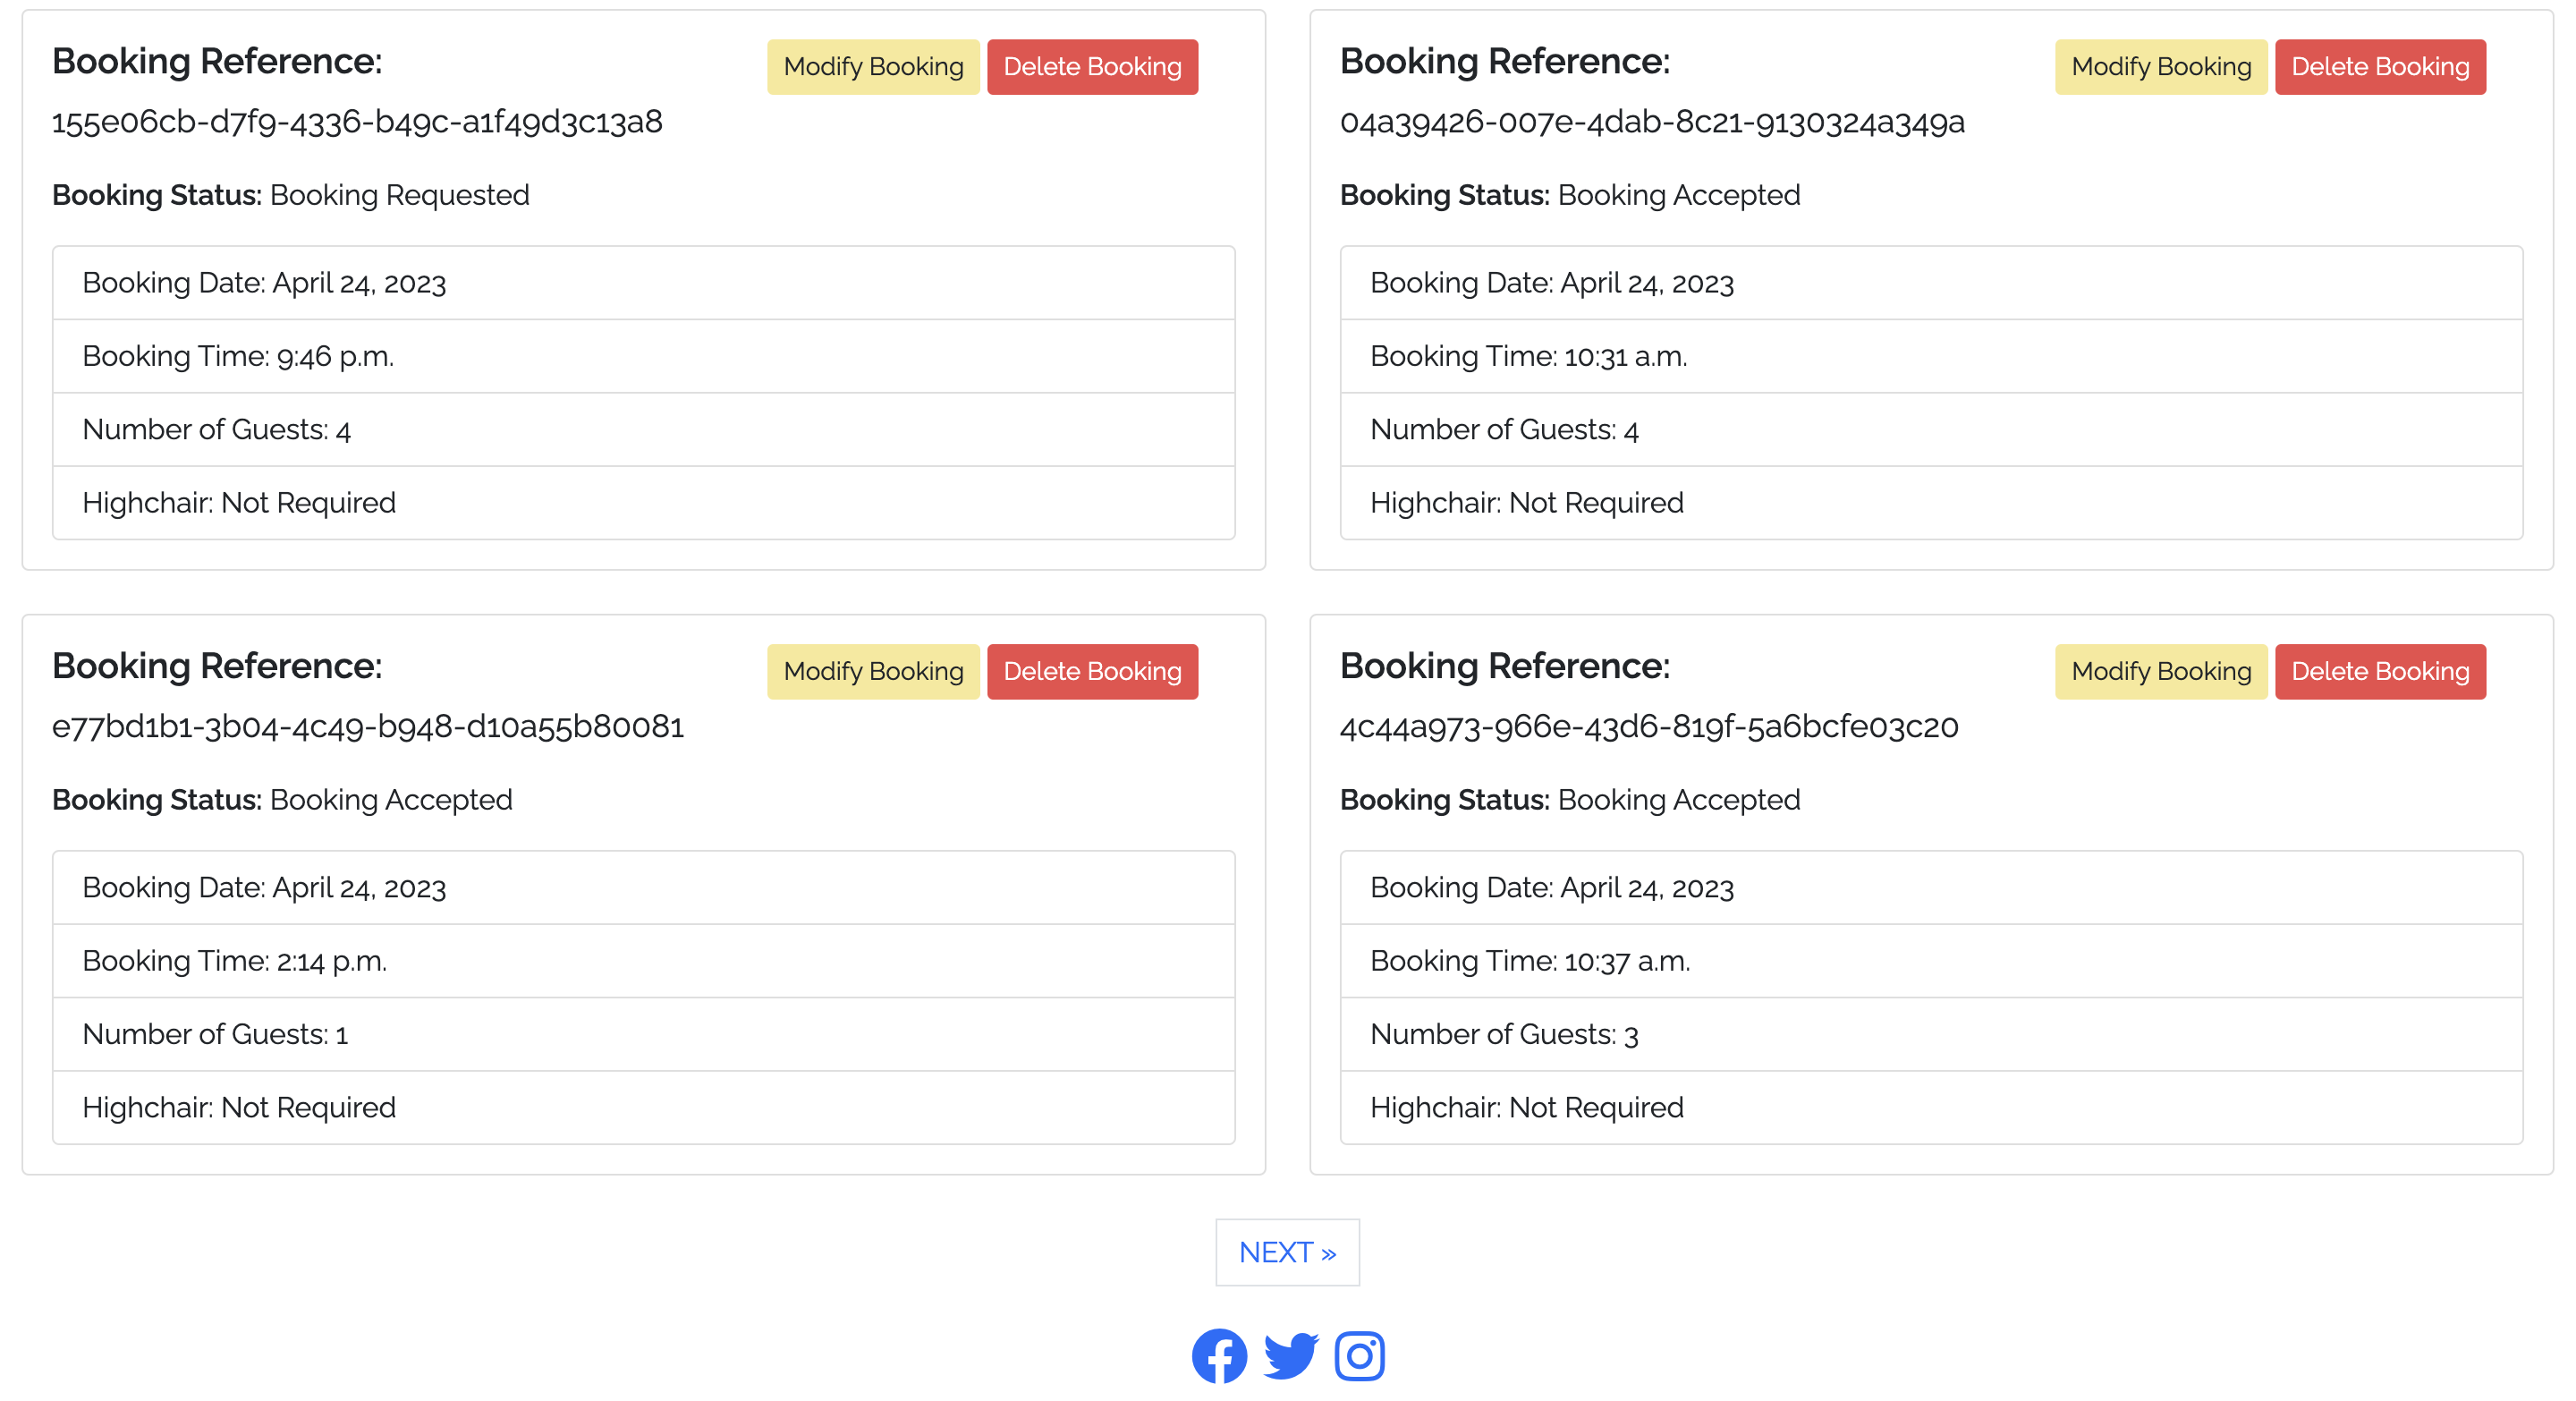 Booking Reference:
Modify Booking
Delete Booking
155e06cb-d7f9-4336-b49c-a1f49d3c13a8
Booking Status: Booking Requested
Booking Date: April 24, 2023
Booking Time: 9:46 p.m.
Number of Guests: 4
Highchair: Not Required
Booking Reference:
Modify Booking
Delete Booking
04a39426-007e-4dab-8c21-9130324a349a
Booking Status: Booking Accepted
Booking Date: April 24, 2023
Booking Time: 10:31 a.m.
Number of Guests: 4
Highchair: Not Required
Booking Reference:
Modify Booking
Delete Booking
e77bd1b1-3b04-4c49-b948-d10a55b80081
Booking Status: Booking Accepted
Booking Date: April 24, 2023
Booking Time: 2:14 p.m.
Number of Guests: 1
Highchair: Not Required
Booking Reference:
Modify Booking
Delete Booking
4c44a973-966e-43d6-819f-5a6bcfe03c20
Booking Status: Booking Accepted
Booking Date: April 24, 2023
Booking Time: 10:37 a.m.
Number of Guests: 3
Highchair: Not Required
NEXT »